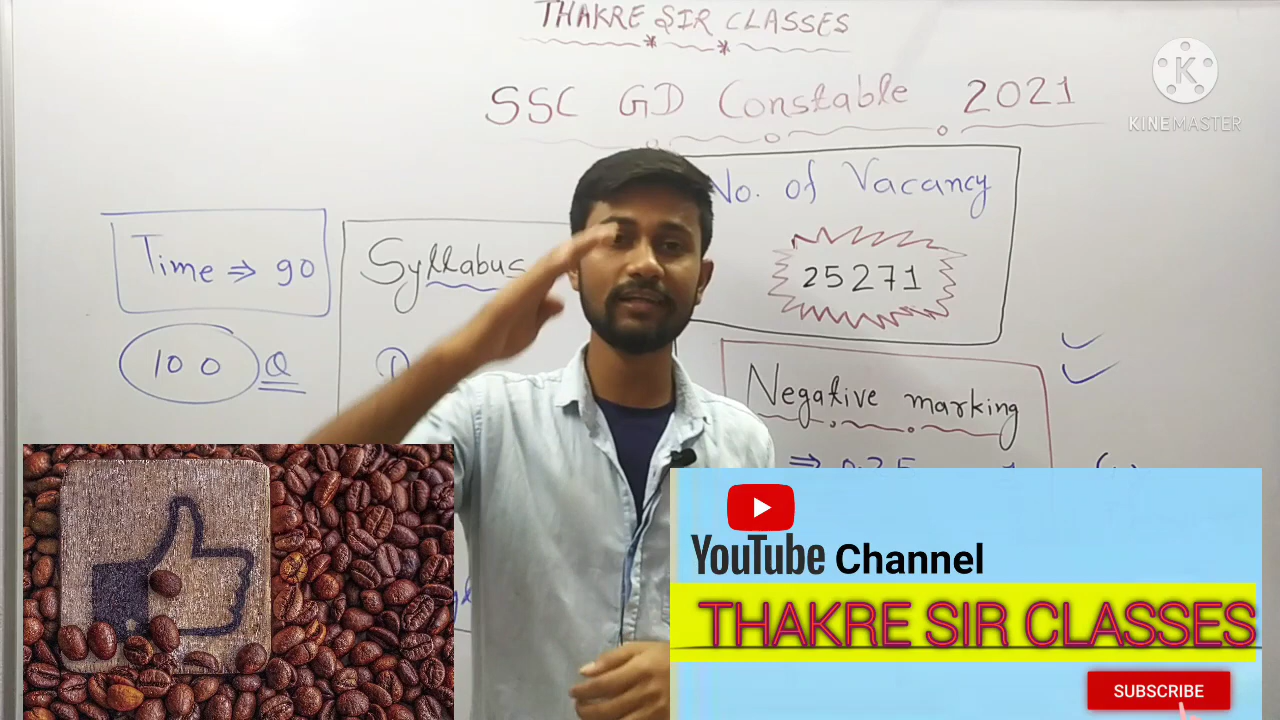 THAKRE SIR CLASSES
SSC GD Constable 2021
KINEMASTER
No. of Vacancy
25271
Time ⇒ 90
Syllabus
100 Q
Negative marking
YouTube Channel
THAKRE SIR CLASSES
SUBSCRIBE